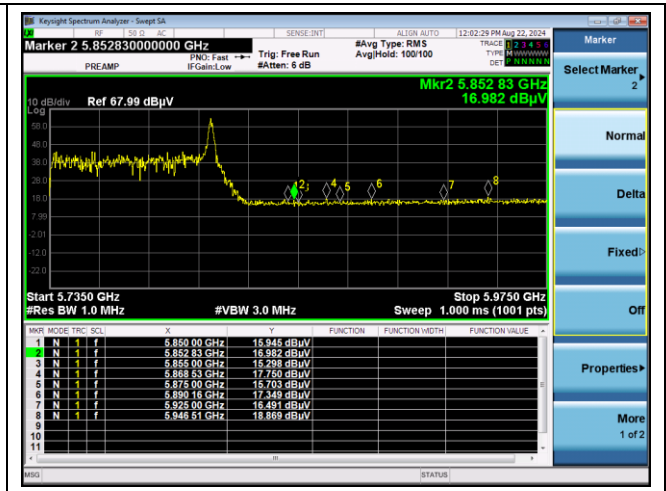 Keysight Spectrum Analyzer - Swept SA
RF 50 Ω AC SENSE:INT ALIGN AUTO 12:02:29 PM Aug 22, 2024
Marker 2 5.852830000000 GHz
PREAMP
PNO: Fast
IFGain:Low
Trig: Free Run
#Atten: 6 dB
#Avg Type: RMS
Avg|Hold: 100/100
TRACE 1 2 3 4 5 6
TYPE M W W W W W
DET P N N N N N
Mkr2 5.852 83 GHz
16.982 dBµV
10 dB/div Ref 67.99 dBµV
Log
58.0
48.0
38.0
28.0
18.0
7.99
-2.01
-12.0
-22.0
2
4
5
6
7
8
Start 5.7350 GHz Stop 5.9750 GHz
#Res BW 1.0 MHz #VBW 3.0 MHz Sweep 1.000 ms (1001 pts)
MKR MODE TRC SCL X Y FUNCTION FUNCTION WIDTH FUNCTION VALUE
1 N 1 f 5.850 00 GHz 15.945 dBµV
2 N 1 f 5.852 83 GHz 16.982 dBµV
3 N 1 f 5.855 00 GHz 15.298 dBµV
4 N 1 f 5.868 53 GHz 17.750 dBµV
5 N 1 f 5.875 00 GHz 15.703 dBµV
6 N 1 f 5.890 16 GHz 17.349 dBµV
7 N 1 f 5.925 00 GHz 16.491 dBµV
8 N 1 f 5.946 51 GHz 18.869 dBµV
9
10
11
MSG STATUS
Marker
Select Marker
2
Normal
Delta
Fixed
Off
Properties
More
1 of 2